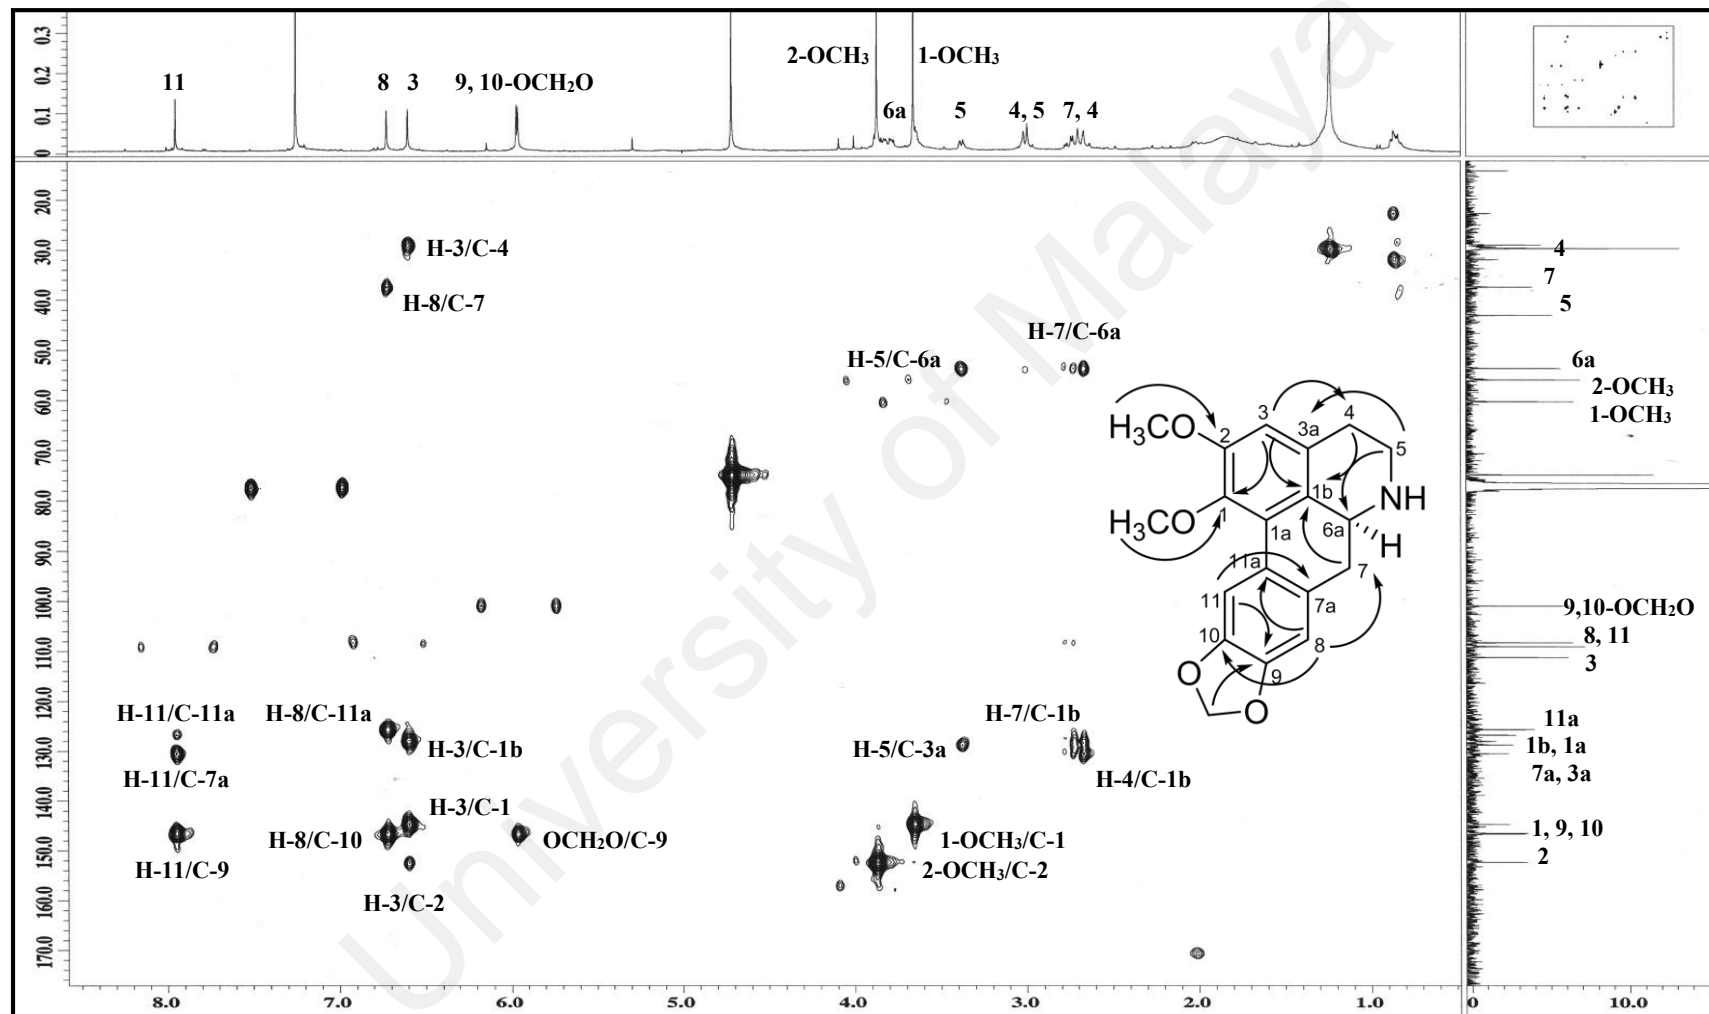 0.3
0.2
0.1
0
11
8
3
9, 10-OCH₂O
2-OCH₃
1-OCH₃
6a
5
4, 5
7, 4
20.0
30.0
40.0
50.0
60.0
70.0
80.0
90.0
100.0
110.0
120.0
130.0
140.0
150.0
160.0
170.0
H-3/C-4
H-8/C-7
H-7/C-6a
H-5/C-6a
H-11/C-11a
H-8/C-11a
H-3/C-1b
H-11/C-7a
H-7/C-1b
H-5/C-3a
H-4/C-1b
H-3/C-1
H-8/C-10
OCH₂O/C-9
1-OCH₃/C-1
H-11/C-9
2-OCH₃/C-2
H-3/C-2
3
4
H₃CO
2
3a
5
1b
NH
H₃CO
1
1a
6a
H
11a
7
11
7a
10
8
9
O
O
4
7
5
6a
2-OCH₃
1-OCH₃
9,10-OCH₂O
8, 11
3
11a
1b, 1a
7a, 3a
1, 9, 10
2
8.0 7.0 6.0 5.0 4.0 3.0 2.0 1.0
0 10.0
University of Malaya